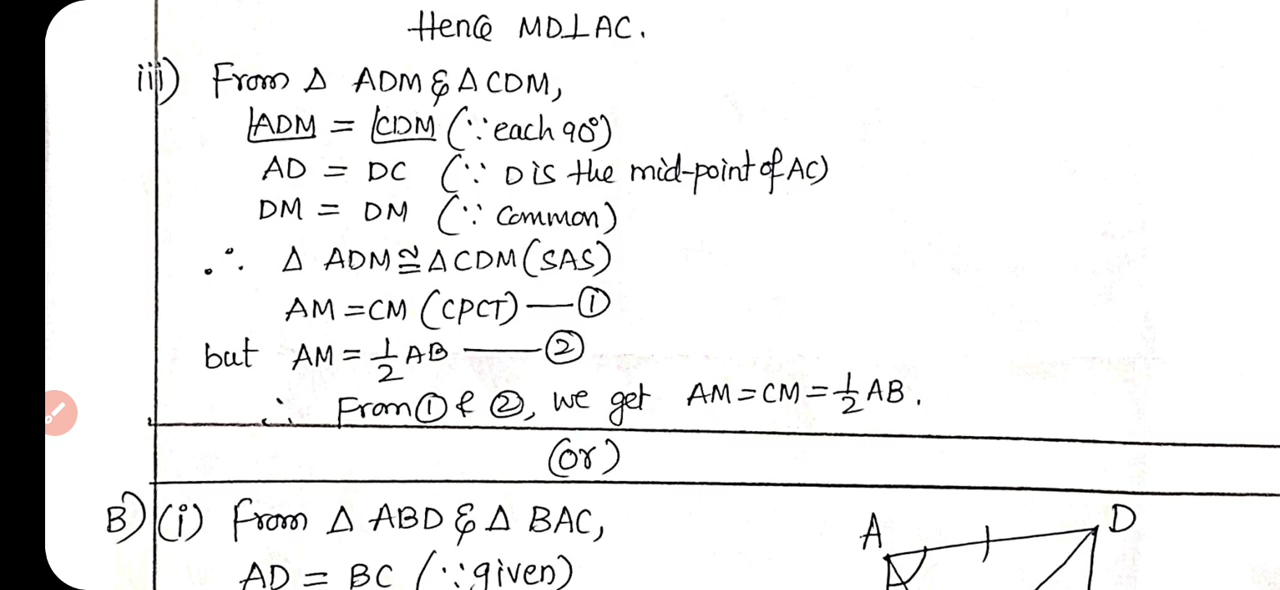 Hence MD⊥AC.
iii) From Δ ADM & Δ CDM,
∠ADM = ∠CDM (∵ each 90°)
AD = DC (∵ D is the mid-point of AC)
DM = DM (∵ Common)
∴ Δ ADM ≅ Δ CDM (SAS)
AM = CM (CPCT) — ①
but AM = 1/2 AB — ②
∴ From ① & ②, we get AM = CM = 1/2 AB.
(or)
B) (i) From Δ ABD & Δ BAC,
A D
AD = BC (∵ given)